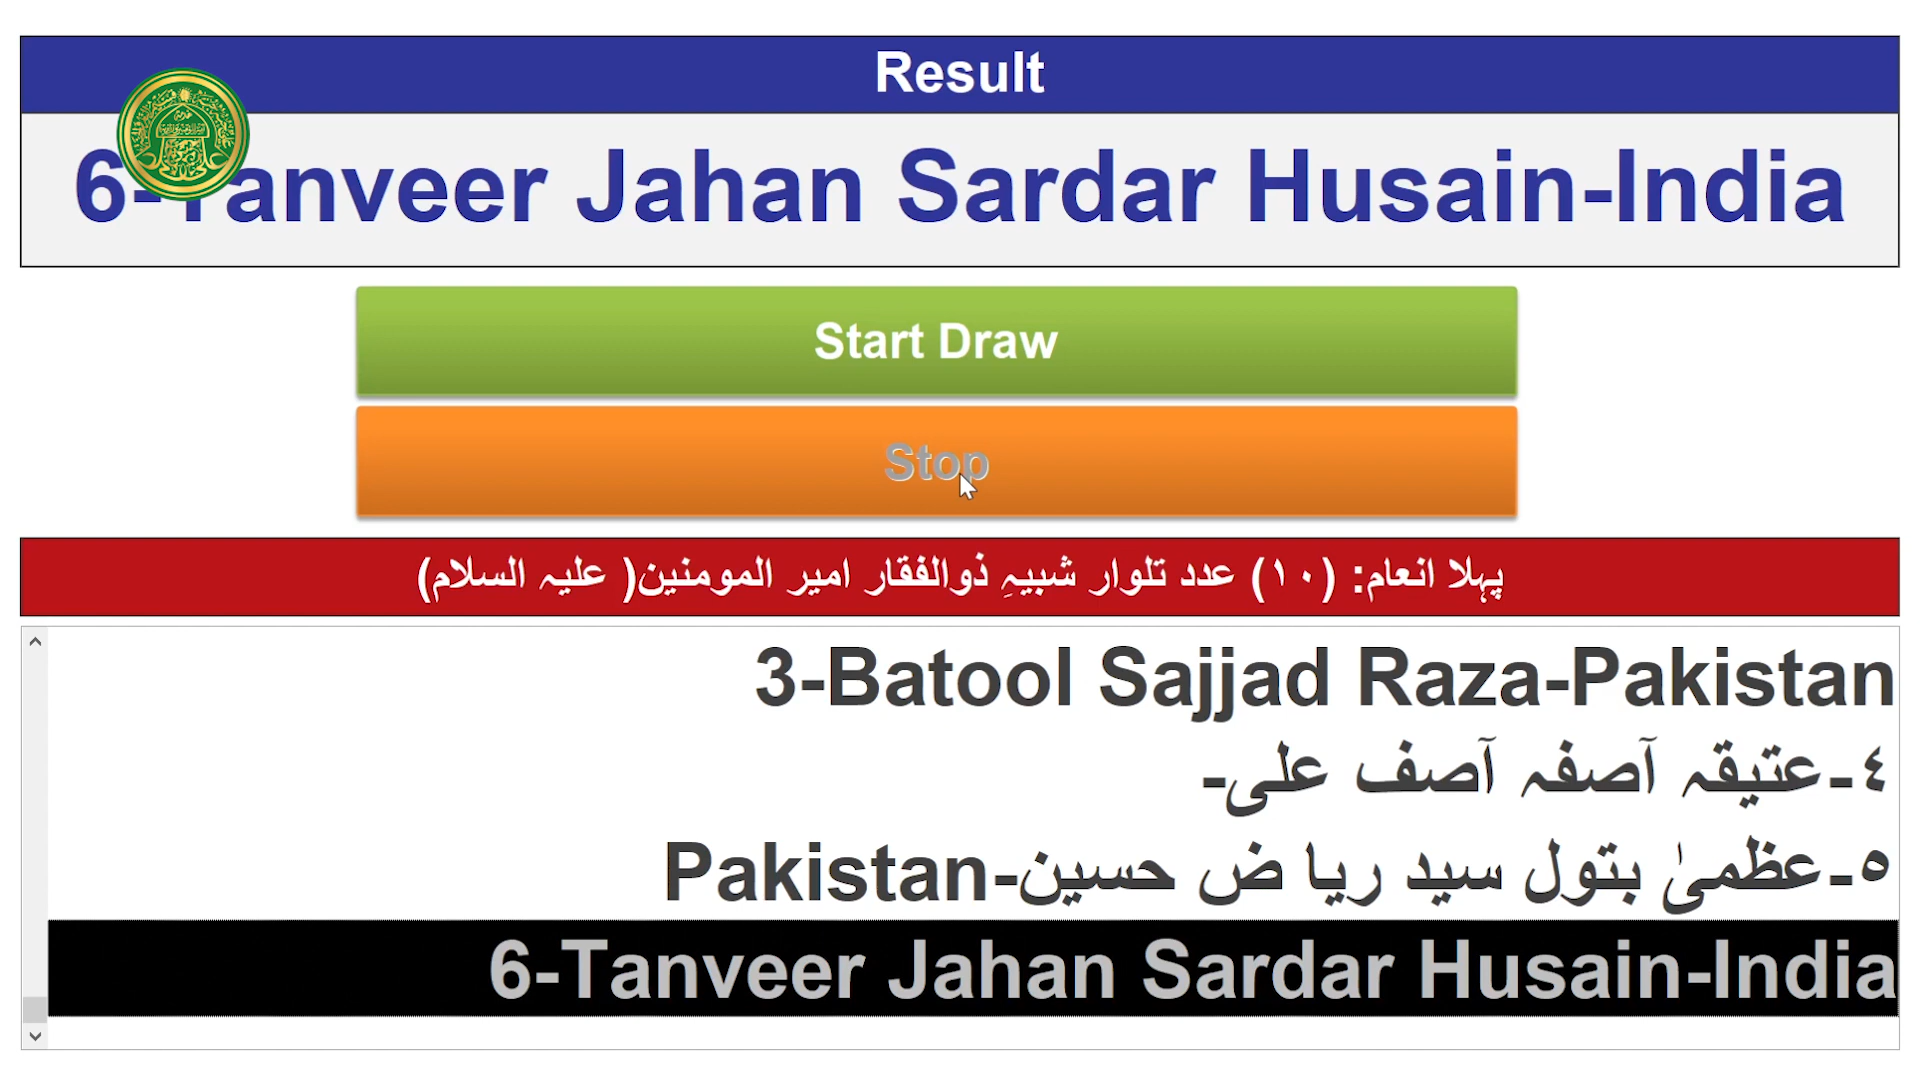 Result
6-Tanveer Jahan Sardar Husain-India
Start Draw
Stop
پہلا انعام: (١٠) عدد تلوار شبیہِ ذوالفقار امیر المومنین( علیہ السلام)
3-Batool Sajjad Raza-Pakistan
٤-عتیقہ آصفہ آصف علی-
٥-عظمیٰ بتول سید ریا ض حسین-Pakistan
6-Tanveer Jahan Sardar Husain-India